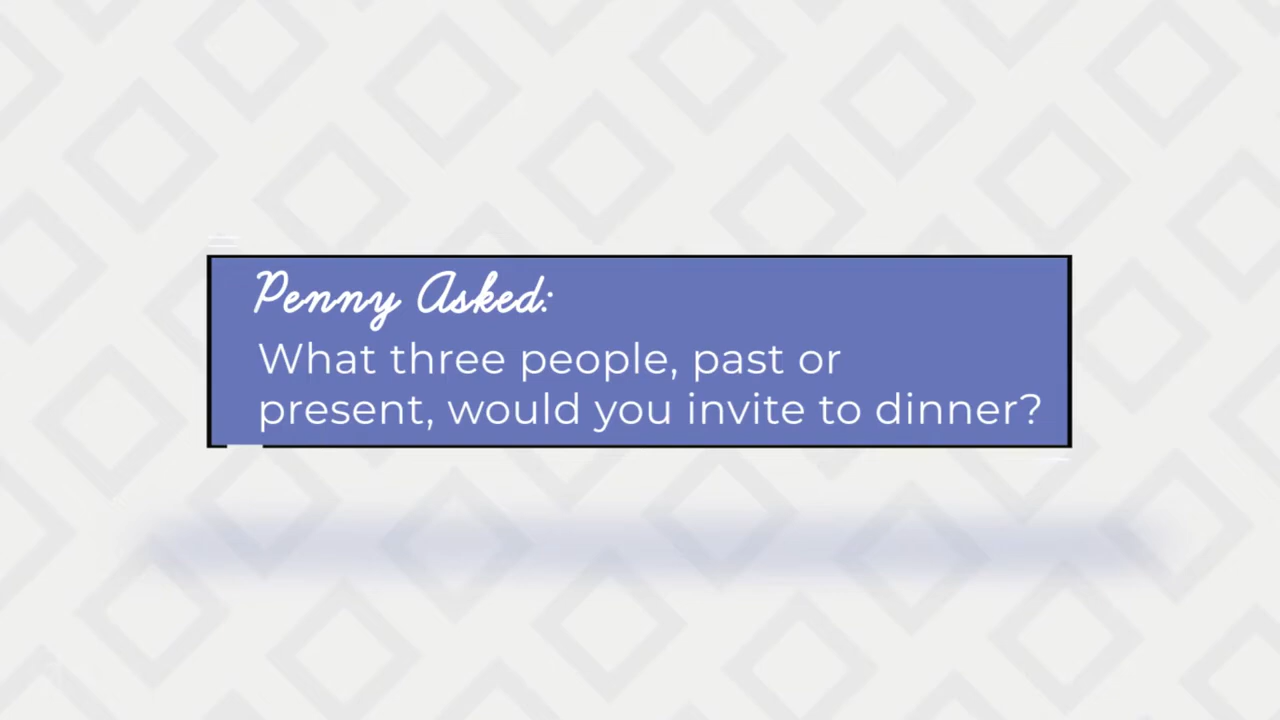 Penny Asked:
What three people, past or
present, would you invite to dinner?